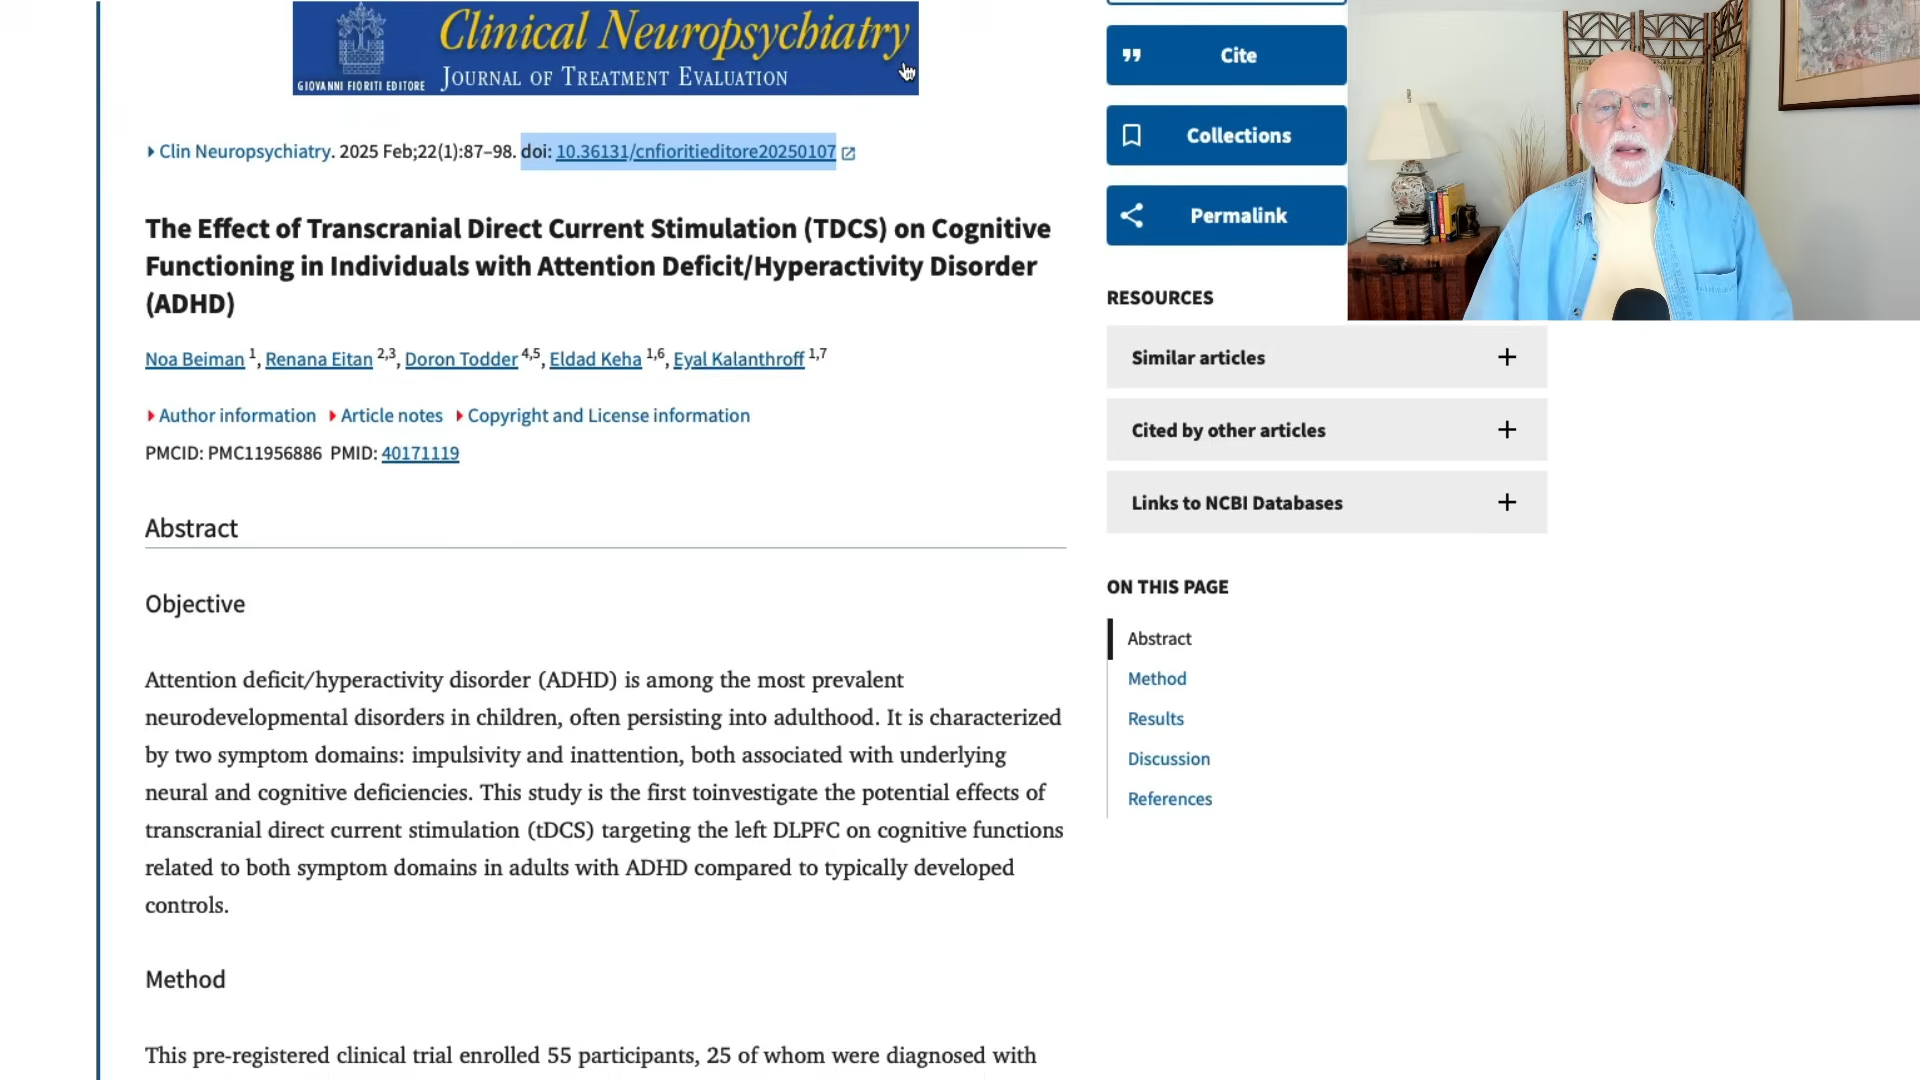 Clinical Neuropsychiatry
GIOVANNI FIORITI EDITORE
JOURNAL OF TREATMENT EVALUATION
Clin Neuropsychiatry. 2025 Feb;22(1):87–98. doi: 10.36131/cnfioritieditore20250107
The Effect of Transcranial Direct Current Stimulation (TDCS) on Cognitive
Functioning in Individuals with Attention Deficit/Hyperactivity Disorder
(ADHD)
Noa Beiman 1, Renana Eitan 2,3, Doron Todder 4,5, Eldad Keha 1,6, Eyal Kalanthroff 1,7
Author information Article notes Copyright and License information
PMCID: PMC11956886 PMID: 40171119
Abstract
Objective
Attention deficit/hyperactivity disorder (ADHD) is among the most prevalent
neurodevelopmental disorders in children, often persisting into adulthood. It is characterized
by two symptom domains: impulsivity and inattention, both associated with underlying
neural and cognitive deficiencies. This study is the first toinvestigate the potential effects of
transcranial direct current stimulation (tDCS) targeting the left DLPFC on cognitive functions
related to both symptom domains in adults with ADHD compared to typically developed
controls.
Method
This pre-registered clinical trial enrolled 55 participants, 25 of whom were diagnosed with
Cite
Collections
Permalink
RESOURCES
Similar articles
Cited by other articles
Links to NCBI Databases
ON THIS PAGE
Abstract
Method
Results
Discussion
References